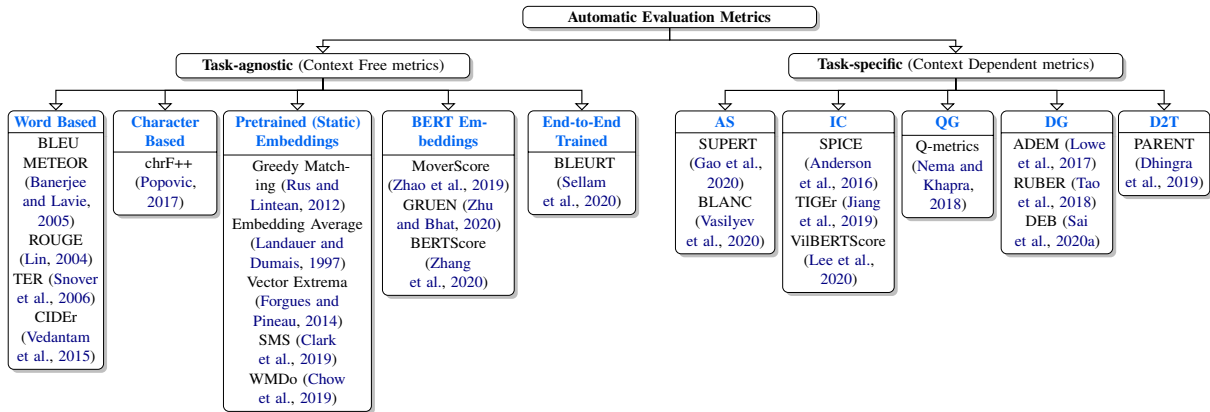 Automatic Evaluation Metrics
Task-agnostic (Context Free metrics)
Task-specific (Context Dependent metrics)
Word Based
BLEU
METEOR
(Banerjee
and Lavie,
2005)
ROUGE
(Lin, 2004)
TER (Snover
et al., 2006)
CIDEr
(Vedantam
et al., 2015)
Character
Based
chrF++
(Popovic,
2017)
Pretrained (Static)
Embeddings
Greedy Match-
ing (Rus and
Lintean, 2012)
Embedding Average
(Landauer and
Dumais, 1997)
Vector Extrema
(Forgues and
Pineau, 2014)
SMS (Clark
et al., 2019)
WMDo (Chow
et al., 2019)
BERT Em-
beddings
MoverScore
(Zhao et al., 2019)
GRUEN (Zhu
and Bhat, 2020)
BERTScore
(Zhang
et al., 2020)
End-to-End
Trained
BLEURT
(Sellam
et al., 2020)
AS
SUPERT
(Gao et al.,
2020)
BLANC
(Vasilyev
et al., 2020)
IC
SPICE
(Anderson
et al., 2016)
TIGEr (Jiang
et al., 2019)
VilBERTScore
(Lee et al.,
2020)
QG
Q-metrics
(Nema and
Khapra,
2018)
DG
ADEM (Lowe
et al., 2017)
RUBER (Tao
et al., 2018)
DEB (Sai
et al., 2020a)
D2T
PARENT
(Dhingra
et al., 2019)